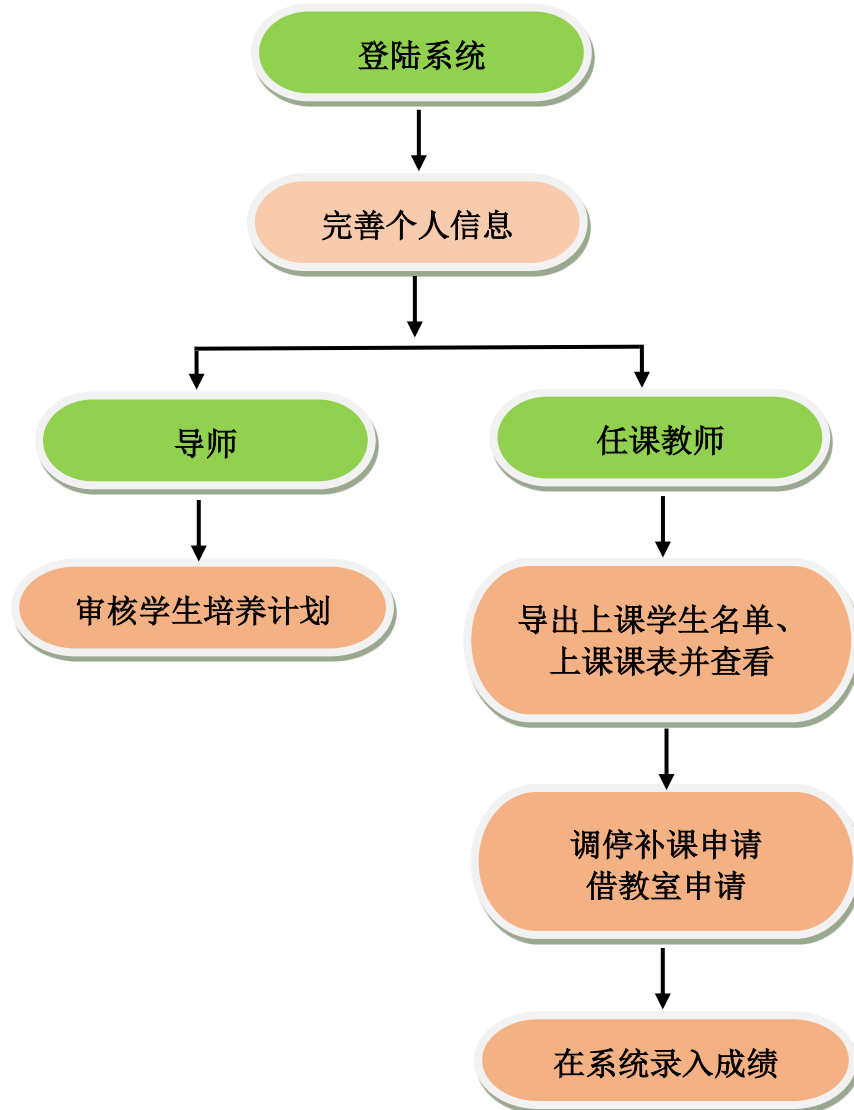 登陆系统
完善个人信息
导师
任课教师
审核学生培养计划
导出上课学生名单、
上课课表并查看
调停补课申请
借教室申请
在系统录入成绩